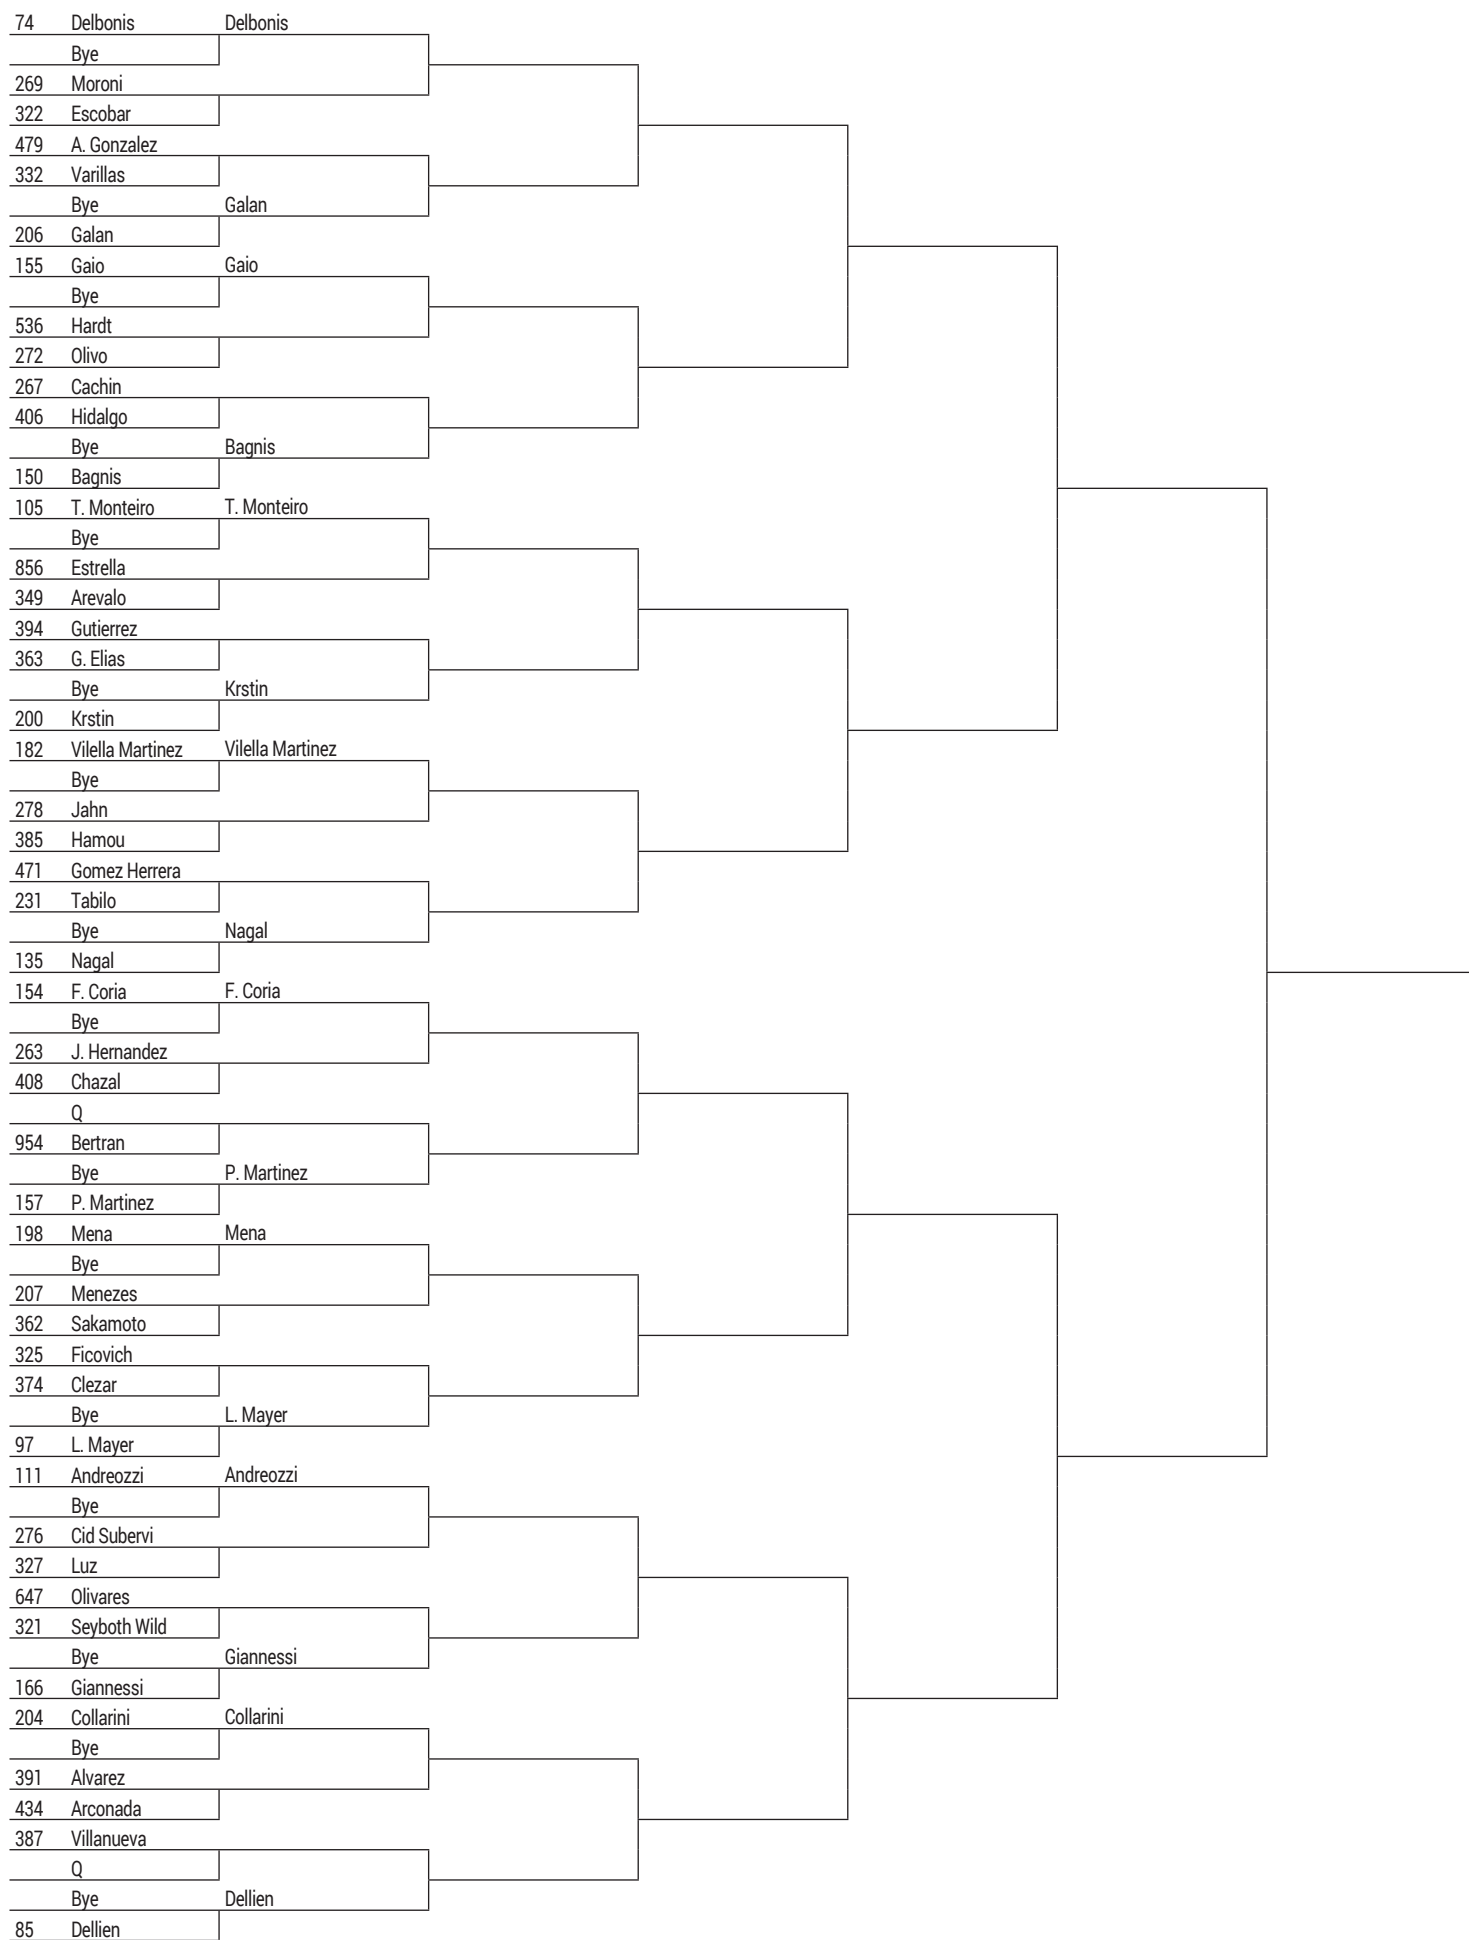 74 Delbonis Delbonis
Bye
269 Moroni
322 Escobar
479 A. Gonzalez
332 Varillas
Bye Galan
206 Galan
155 Gaio Gaio
Bye
536 Hardt
272 Olivo
267 Cachin
406 Hidalgo
Bye Bagnis
150 Bagnis
105 T. Monteiro T. Monteiro
Bye
856 Estrella
349 Arevalo
394 Gutierrez
363 G. Elias
Bye Krstin
200 Krstin
182 Vilella Martinez Vilella Martinez
Bye
278 Jahn
385 Hamou
471 Gomez Herrera
231 Tabilo
Bye Nagal
135 Nagal
154 F. Coria F. Coria
Bye
263 J. Hernandez
408 Chazal
Q
954 Bertran
Bye P. Martinez
157 P. Martinez
198 Mena Mena
Bye
207 Menezes
362 Sakamoto
325 Ficovich
374 Clezar
Bye L. Mayer
97 L. Mayer
111 Andreozzi Andreozzi
Bye
276 Cid Subervi
327 Luz
647 Olivares
321 Seyboth Wild
Bye Giannessi
166 Giannessi
204 Collarini Collarini
Bye
391 Alvarez
434 Arconada
387 Villanueva
Q
Bye Dellien
85 Dellien